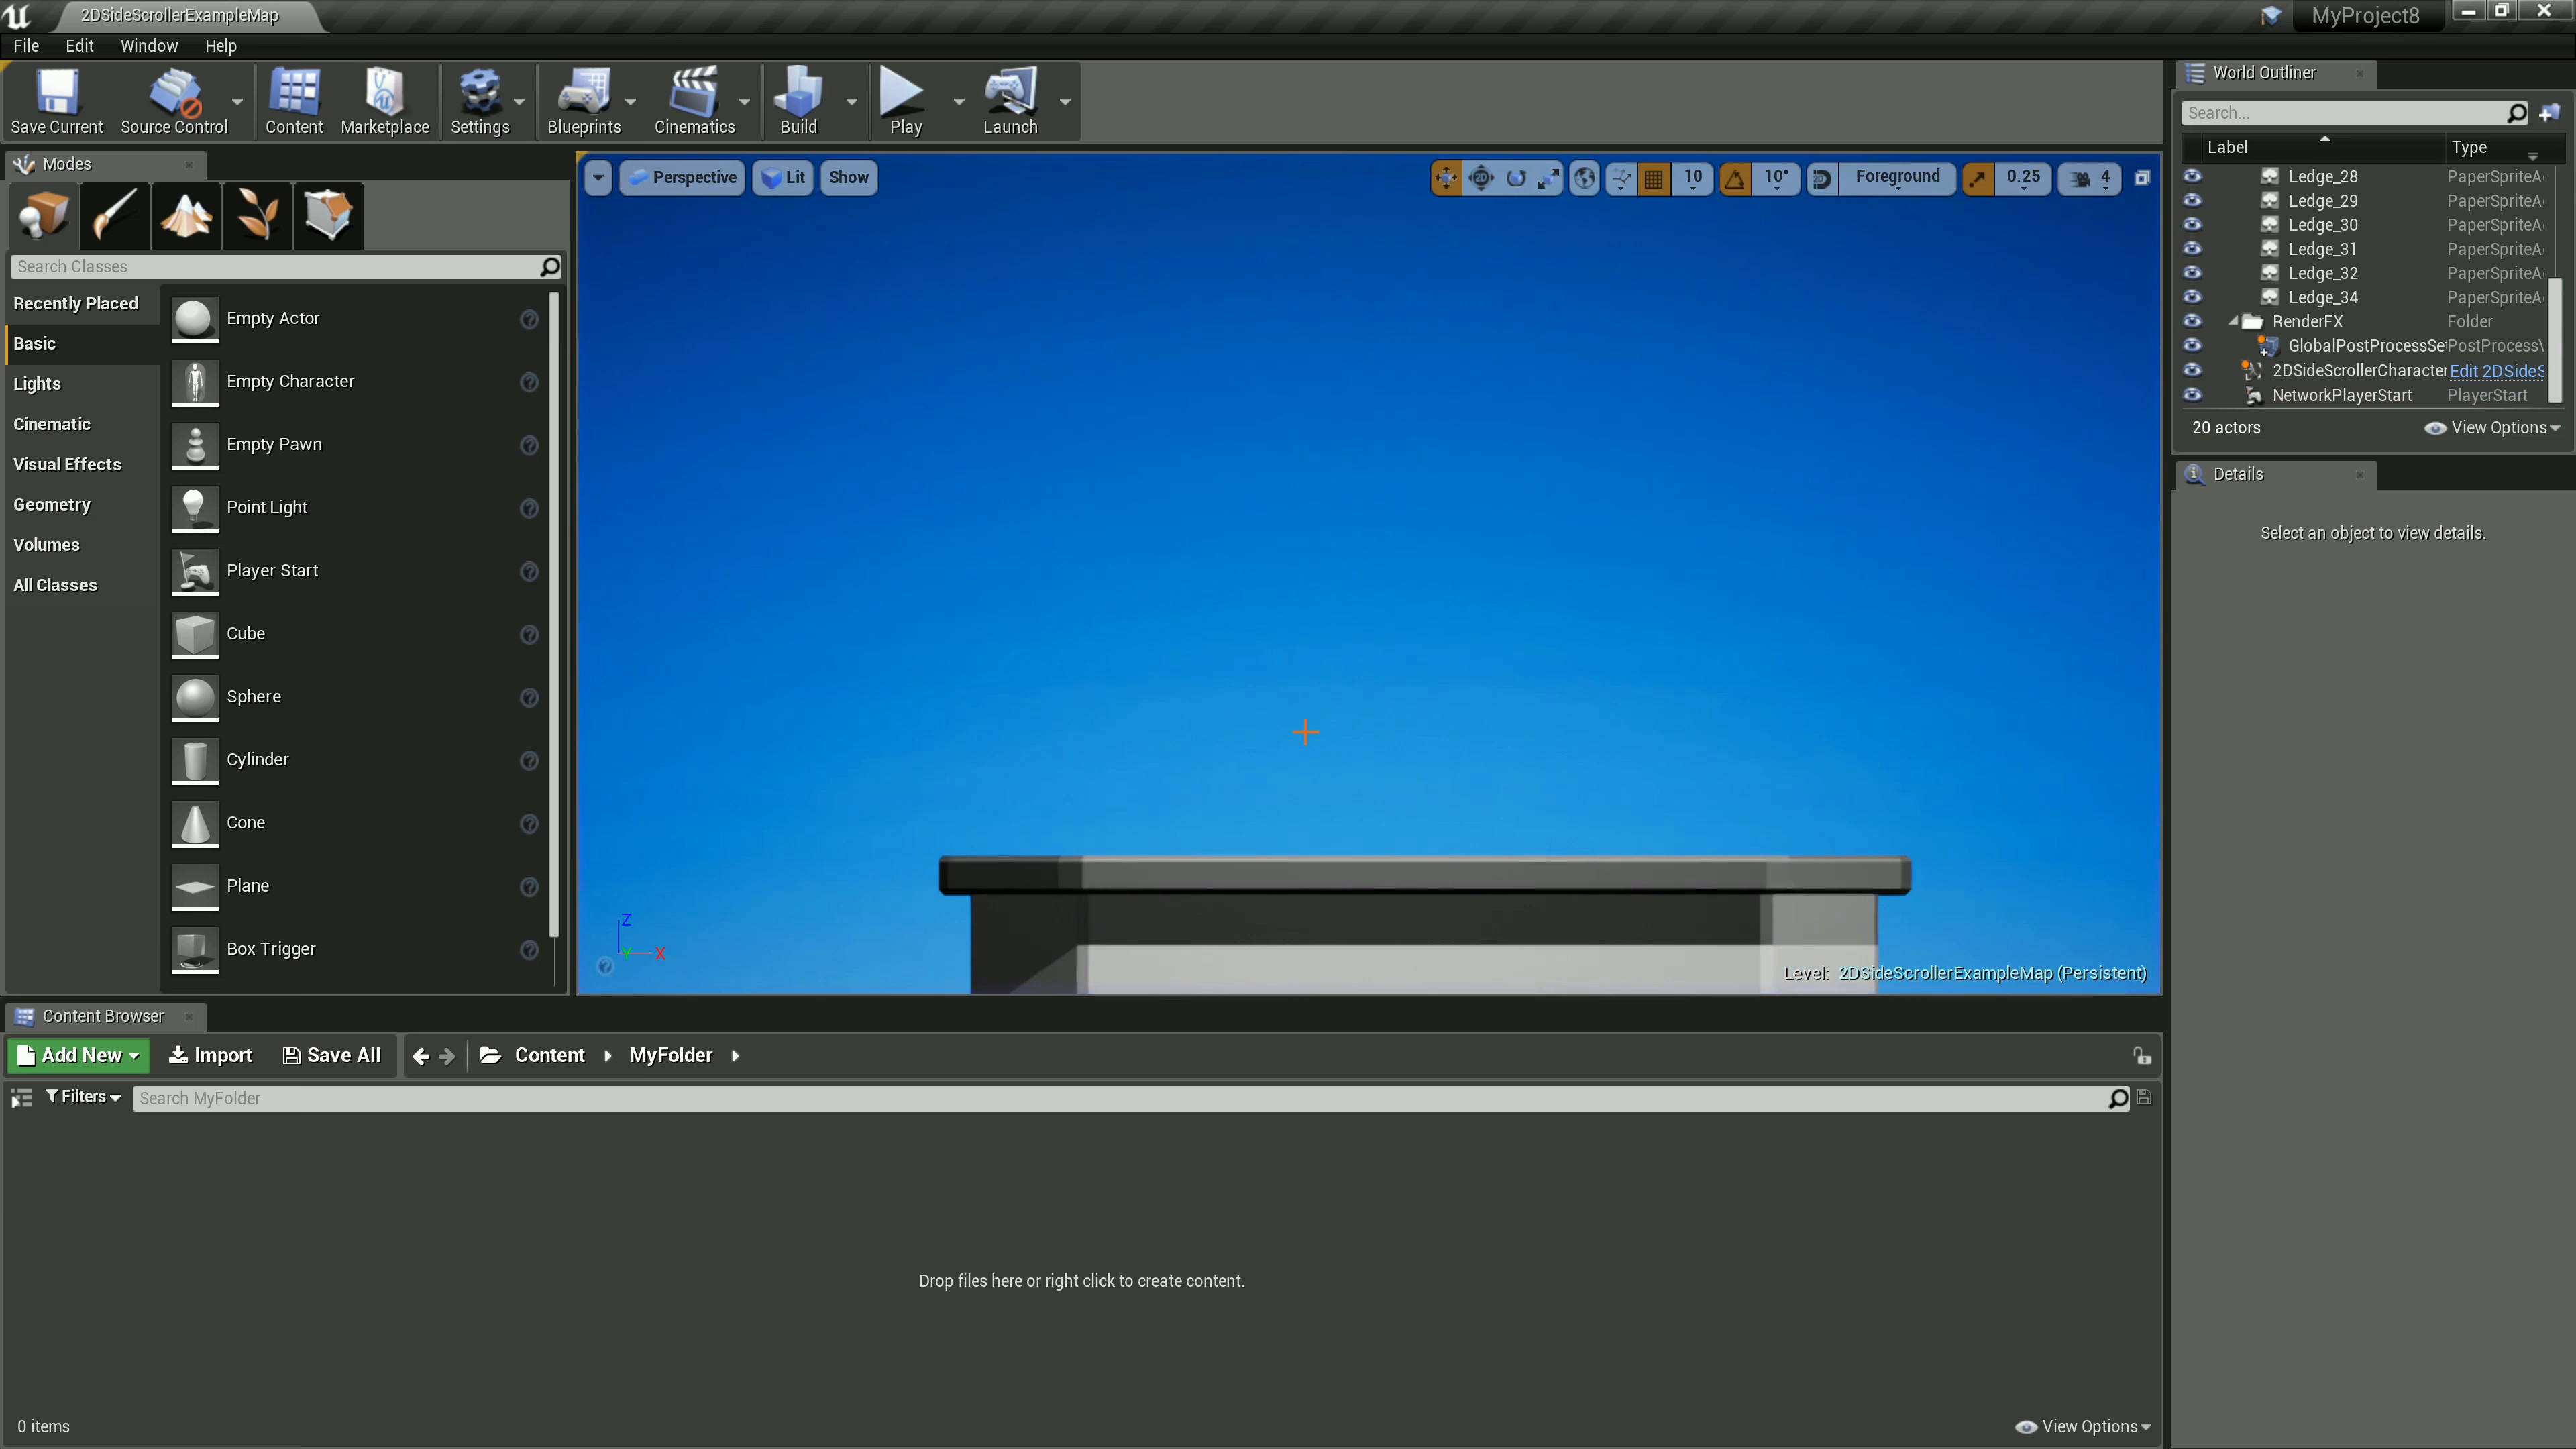 2DSideScrollerExampleMap
MyProject8
File Edit Window Help
Save Current Source Control Content Marketplace Settings Blueprints Cinematics Build Play Launch
Modes
Search Classes
Recently Placed
Basic
Lights
Cinematic
Visual Effects
Geometry
Volumes
All Classes
Empty Actor
Empty Character
Empty Pawn
Point Light
Player Start
Cube
Sphere
Cylinder
Cone
Plane
Box Trigger
Perspective Lit Show
10 10° Foreground 0.25 4
Z
Y X
Level: 2DSideScrollerExampleMap (Persistent)
World Outliner
Search...
Label Type
Ledge_28 PaperSpriteA
Ledge_29 PaperSpriteA
Ledge_30 PaperSpriteA
Ledge_31 PaperSpriteA
Ledge_32 PaperSpriteA
Ledge_34 PaperSpriteA
RenderFX Folder
GlobalPostProcessSet PostProcessV
2DSideScrollerCharacter Edit 2DSideS
NetworkPlayerStart PlayerStart
20 actors View Options
Details
Select an object to view details.
Content Browser
Add New Import Save All Content MyFolder
Filters Search MyFolder
Drop files here or right click to create content.
0 items View Options